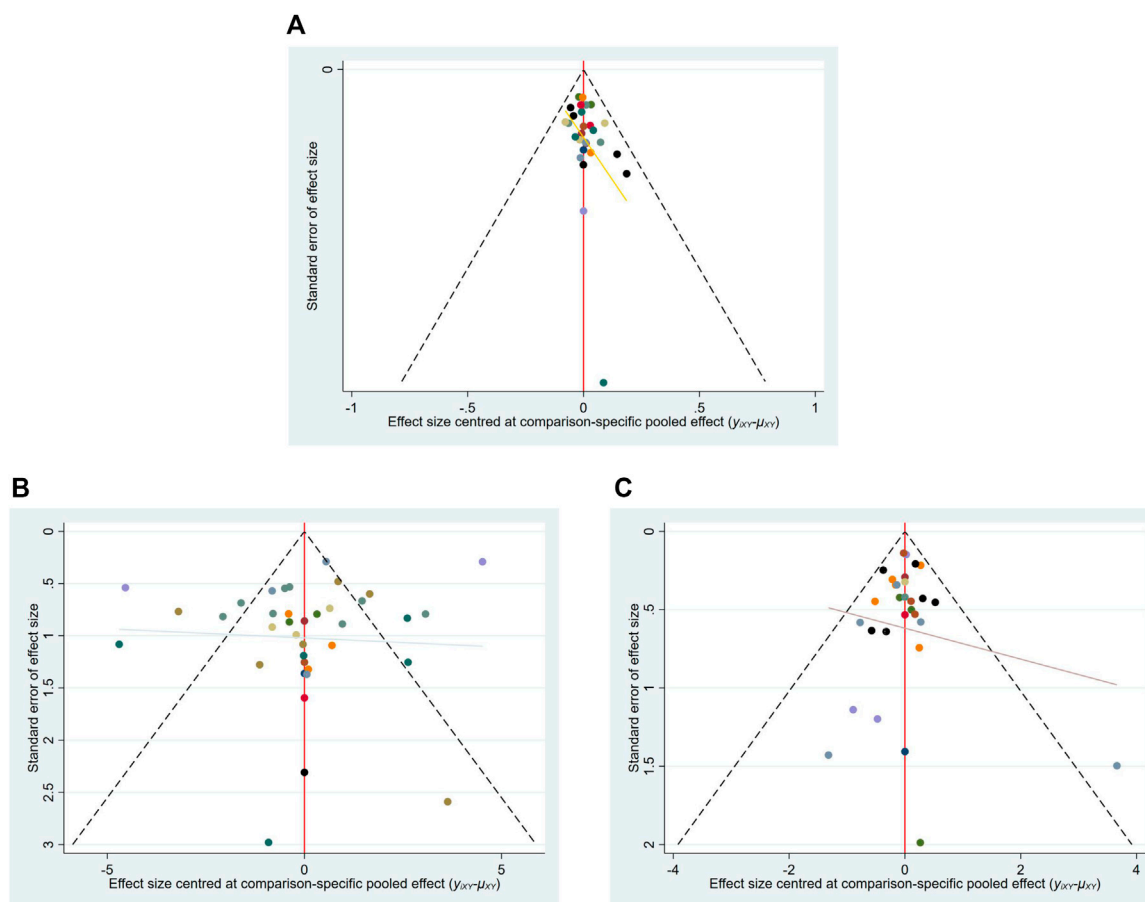 A
Standard error of effect size
0
-1 -.5 0 .5 1
Effect size centred at comparison-specific pooled effect (yiXY-μXY)
B
Standard error of effect size
0
.5
1
1.5
2
2.5
3
-5 0 5
Effect size centred at comparison-specific pooled effect (yiXY-μXY)
C
Standard error of effect size
0
.5
1
1.5
2
-4 -2 0 2 4
Effect size centred at comparison-specific pooled effect (yiXY-μXY)